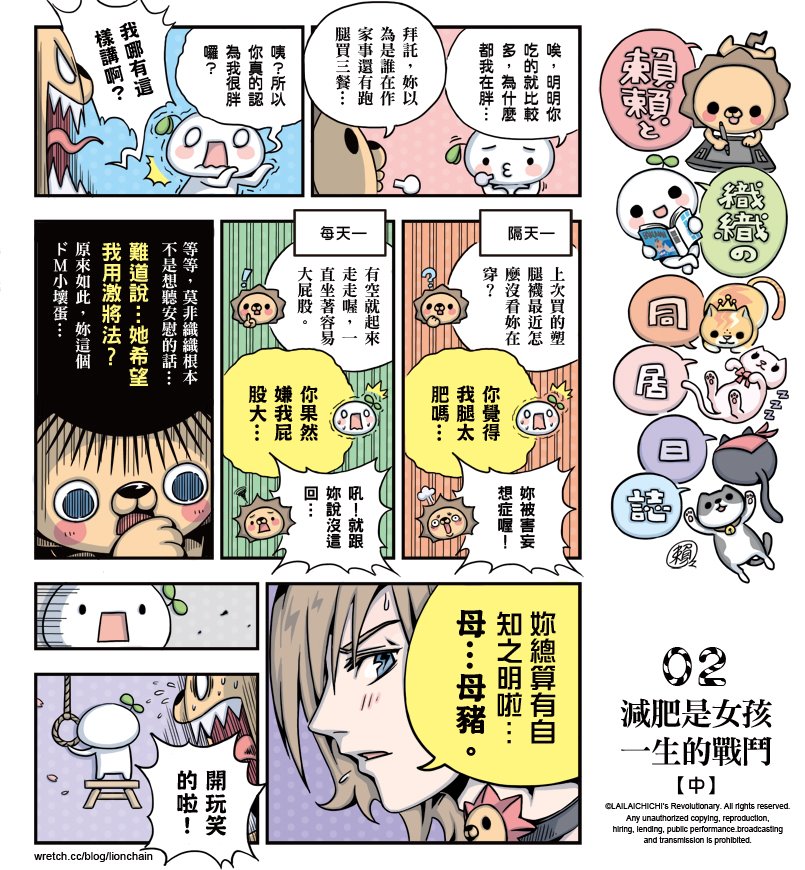 賴賴と
織織の
同
居
日
誌
賴
02
減肥是女孩
一生的戰鬥
【中】
©LAILAICHICHI's Revolutionary. All rights reserved.
Any unauthorized copying, reproduction,
hiring, lending, public performance.broadcasting
and transmission is prohibited.
唉，明明你
吃的就比較
多，為什麼
都我在胖…
拜託，妳以
為是誰在作
家事還有跑
腿買三餐…
咦？所以
你真的認
為我很胖
囉？
我哪有這
樣講啊？
隔天一
上次買的塑
腿襪最近怎
麼沒看妳在
穿？
你覺得
我腿太
肥嗎…
妳被害妄
想症喔！
每天一
有空就起來
走走喔，一
直坐著容易
大屁股。
你果然
嫌我屁
股大…
吼！就跟
妳說沒這
回…
等等，莫非織織根本
不是想聽安慰的話…
難道說…她希望
我用激將法？
原來如此，妳這個
ドM小壞蛋…
妳總算有自
知之明啦…
母…母豬。
開玩笑
的啦！
wretch.cc/blog/lionchain